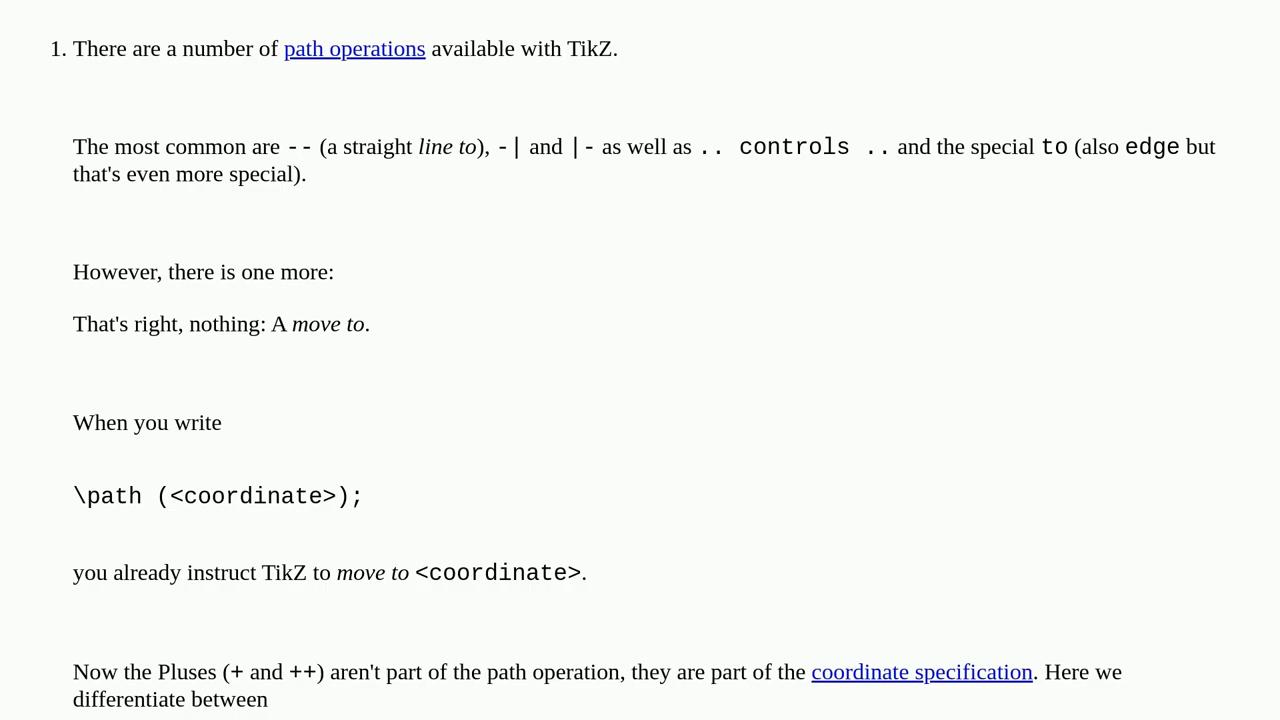 1. There are a number of path operations available with TikZ.
The most common are -- (a straight line to), -| and |- as well as .. controls .. and the special to (also edge but
that's even more special).
However, there is one more:
That's right, nothing: A move to.
When you write
\path (<coordinate>);
you already instruct TikZ to move to <coordinate>.
Now the Pluses (+ and ++) aren't part of the path operation, they are part of the coordinate specification. Here we
differentiate between